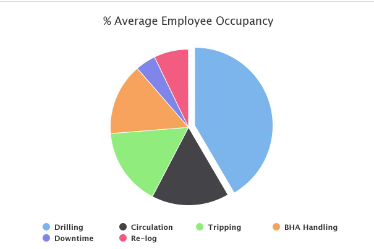 % Average Employee Occupancy
Drilling Circulation Tripping BHA Handling
Downtime Re-log